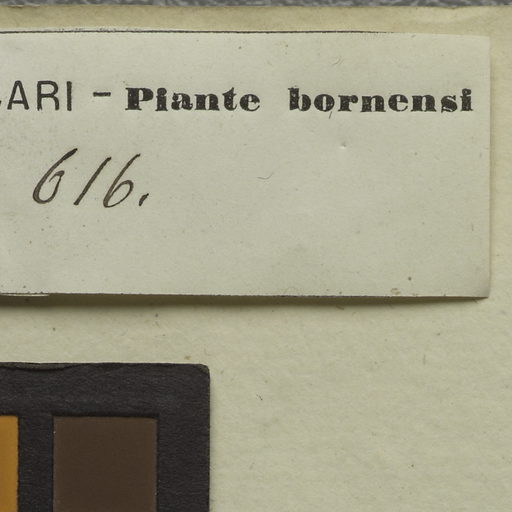 ARI - Piante bornensi
616.